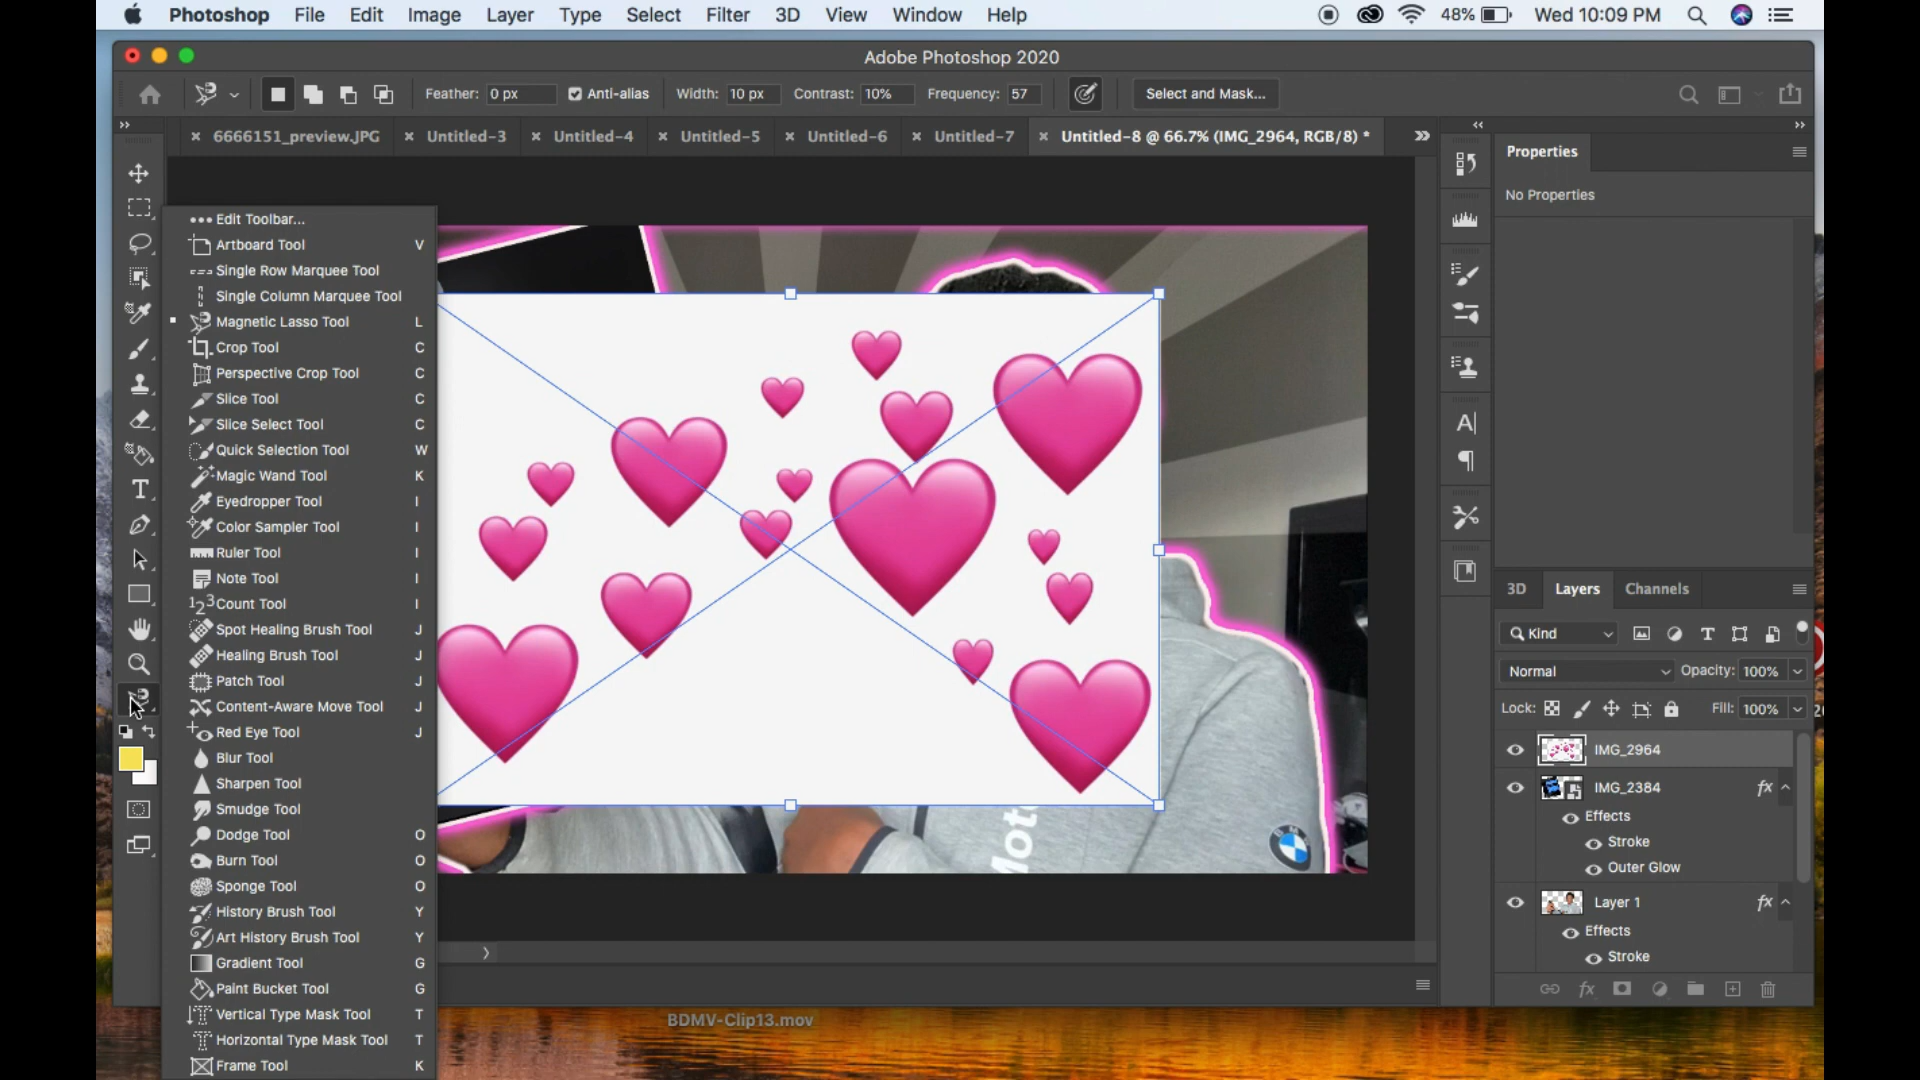 Photoshop File Edit Image Layer Type Select Filter 3D View Window Help 48% Wed 10:09 PM
Adobe Photoshop 2020
Feather: 0 px Anti-alias Width: 10 px Contrast: 10% Frequency: 57 Select and Mask...
6666151_preview.JPG Untitled-3 Untitled-4 Untitled-5 Untitled-6 Untitled-7 Untitled-8 @ 66.7% (IMG_2964, RGB/8) *
Properties
No Properties
Edit Toolbar...
Artboard Tool V
Single Row Marquee Tool
Single Column Marquee Tool
Magnetic Lasso Tool L
Crop Tool C
Perspective Crop Tool C
Slice Tool C
Slice Select Tool C
Quick Selection Tool W
Magic Wand Tool K
Eyedropper Tool I
Color Sampler Tool I
Ruler Tool I
Note Tool I
Count Tool I
Spot Healing Brush Tool J
Healing Brush Tool J
Patch Tool J
Content-Aware Move Tool J
Red Eye Tool J
Blur Tool
Sharpen Tool
Smudge Tool
Dodge Tool O
Burn Tool O
Sponge Tool O
History Brush Tool Y
Art History Brush Tool Y
Gradient Tool G
Paint Bucket Tool G
Vertical Type Mask Tool T
Horizontal Type Mask Tool T
Frame Tool K
Moto
BMW
3D Layers Channels
Kind
Normal Opacity: 100%
Lock: Fill: 100%
IMG_2964
IMG_2384 fx
Effects
Stroke
Outer Glow
Layer 1 fx
Effects
Stroke
fx
BDMV-Clip13.mov